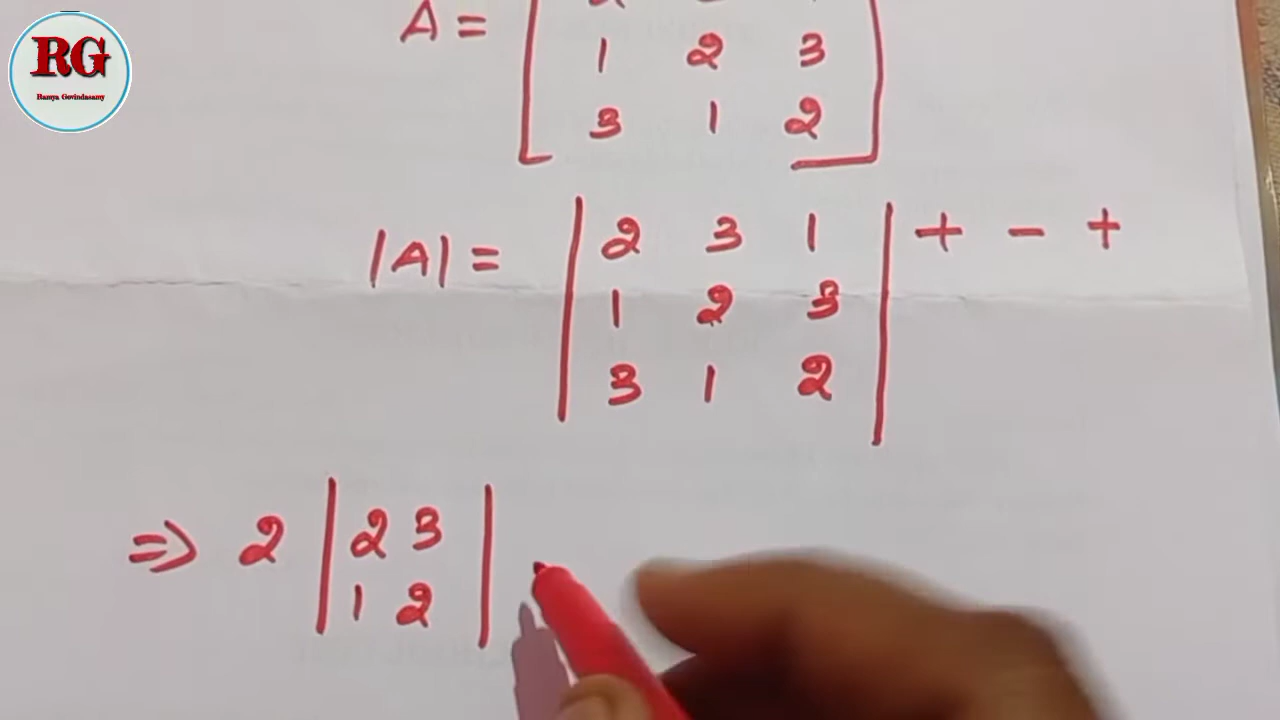 RG
Ramya Govindasamy
A =
1 2 3
3 1 2
|A| = | 2 3 1 | + - +
1 2 3
3 1 2
=> 2 | 2 3 |
1 2